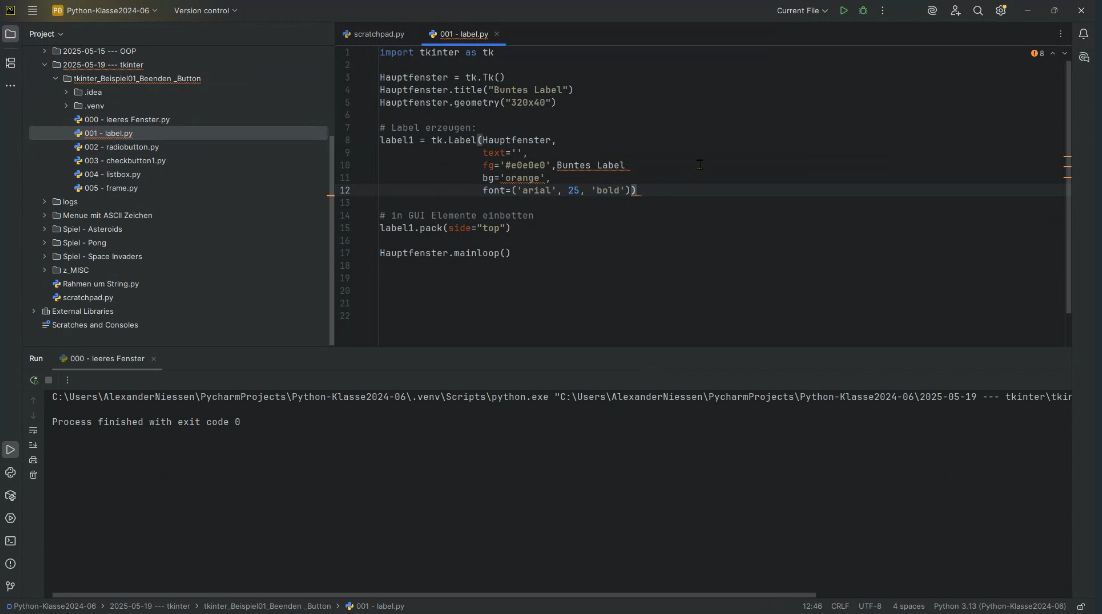 Python-Klasse2024-06
Version control
Current File
Project
2025-05-15 --- OOP
2025-05-19 --- tkinter
tkinter_Beispiel01_Beenden _Button
.idea
.venv
000 - leeres Fenster.py
001 - label.py
002 - radiobutton.py
003 - checkbutton1.py
004 - listbox.py
005 - frame.py
logs
Menue mit ASCII Zeichen
Spiel - Asteroids
Spiel - Pong
Spiel - Space Invaders
z_MISC
Rahmen um String.py
scratchpad.py
External Libraries
Scratches and Consoles
scratchpad.py
001 - label.py
8
1 import tkinter as tk
2
3 Hauptfenster = tk.Tk()
4 Hauptfenster.title("Buntes Label")
5 Hauptfenster.geometry("320x40")
6
7 # Label erzeugen:
8 label1 = tk.Label(Hauptfenster,
9 text='',
10 fg='#e0e0e0',Buntes Label
11 bg='orange',
12 font=('arial', 25, 'bold'))
13
14 # in GUI Elemente einbetten
15 label1.pack(side="top")
16
17 Hauptfenster.mainloop()
18
19
20
21
22
Run
000 - leeres Fenster
C:\Users\AlexanderNiessen\PycharmProjects\Python-Klasse2024-06\.venv\Scripts\python.exe "C:\Users\AlexanderNiessen\PycharmProjects\Python-Klasse2024-06\2025-05-19 --- tkinter\tkin
Process finished with exit code 0
Python-Klasse2024-06 > 2025-05-19 --- tkinter > tkinter_Beispiel01_Beenden _Button > 001 - label.py
12:46 CRLF UTF-8 4 spaces Python 3.13 (Python-Klasse2024-06)